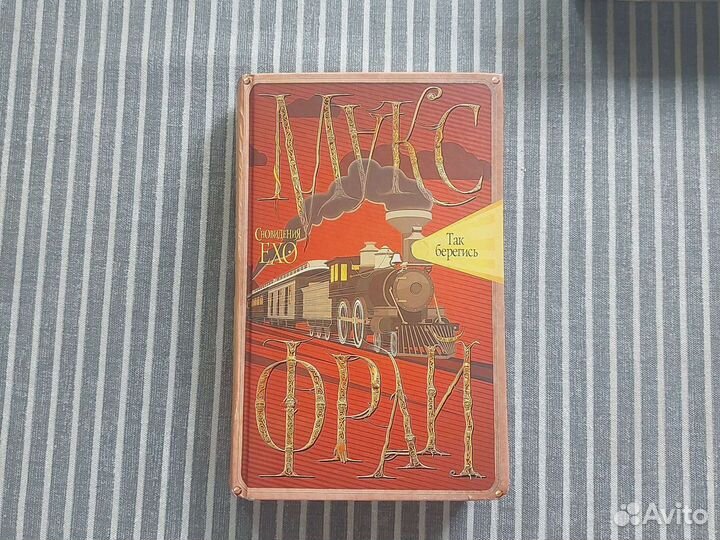 МАКС
Сновидения
ЕХО
Так
берегись
ФРАЙ
Avito